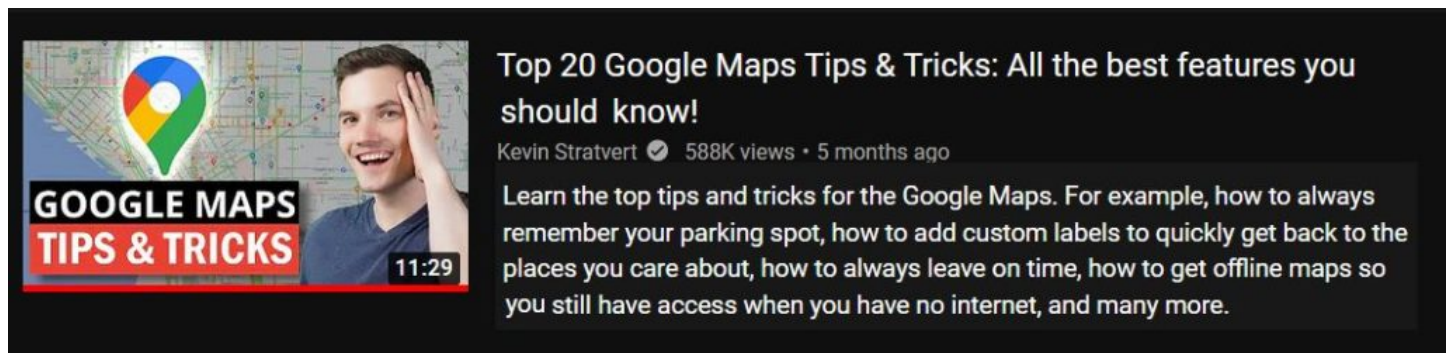 GOOGLE MAPS
TIPS & TRICKS
11:29
Top 20 Google Maps Tips & Tricks: All the best features you
should know!
Kevin Stratvert 588K views • 5 months ago
Learn the top tips and tricks for the Google Maps. For example, how to always
remember your parking spot, how to add custom labels to quickly get back to the
places you care about, how to always leave on time, how to get offline maps so
you still have access when you have no internet, and many more.